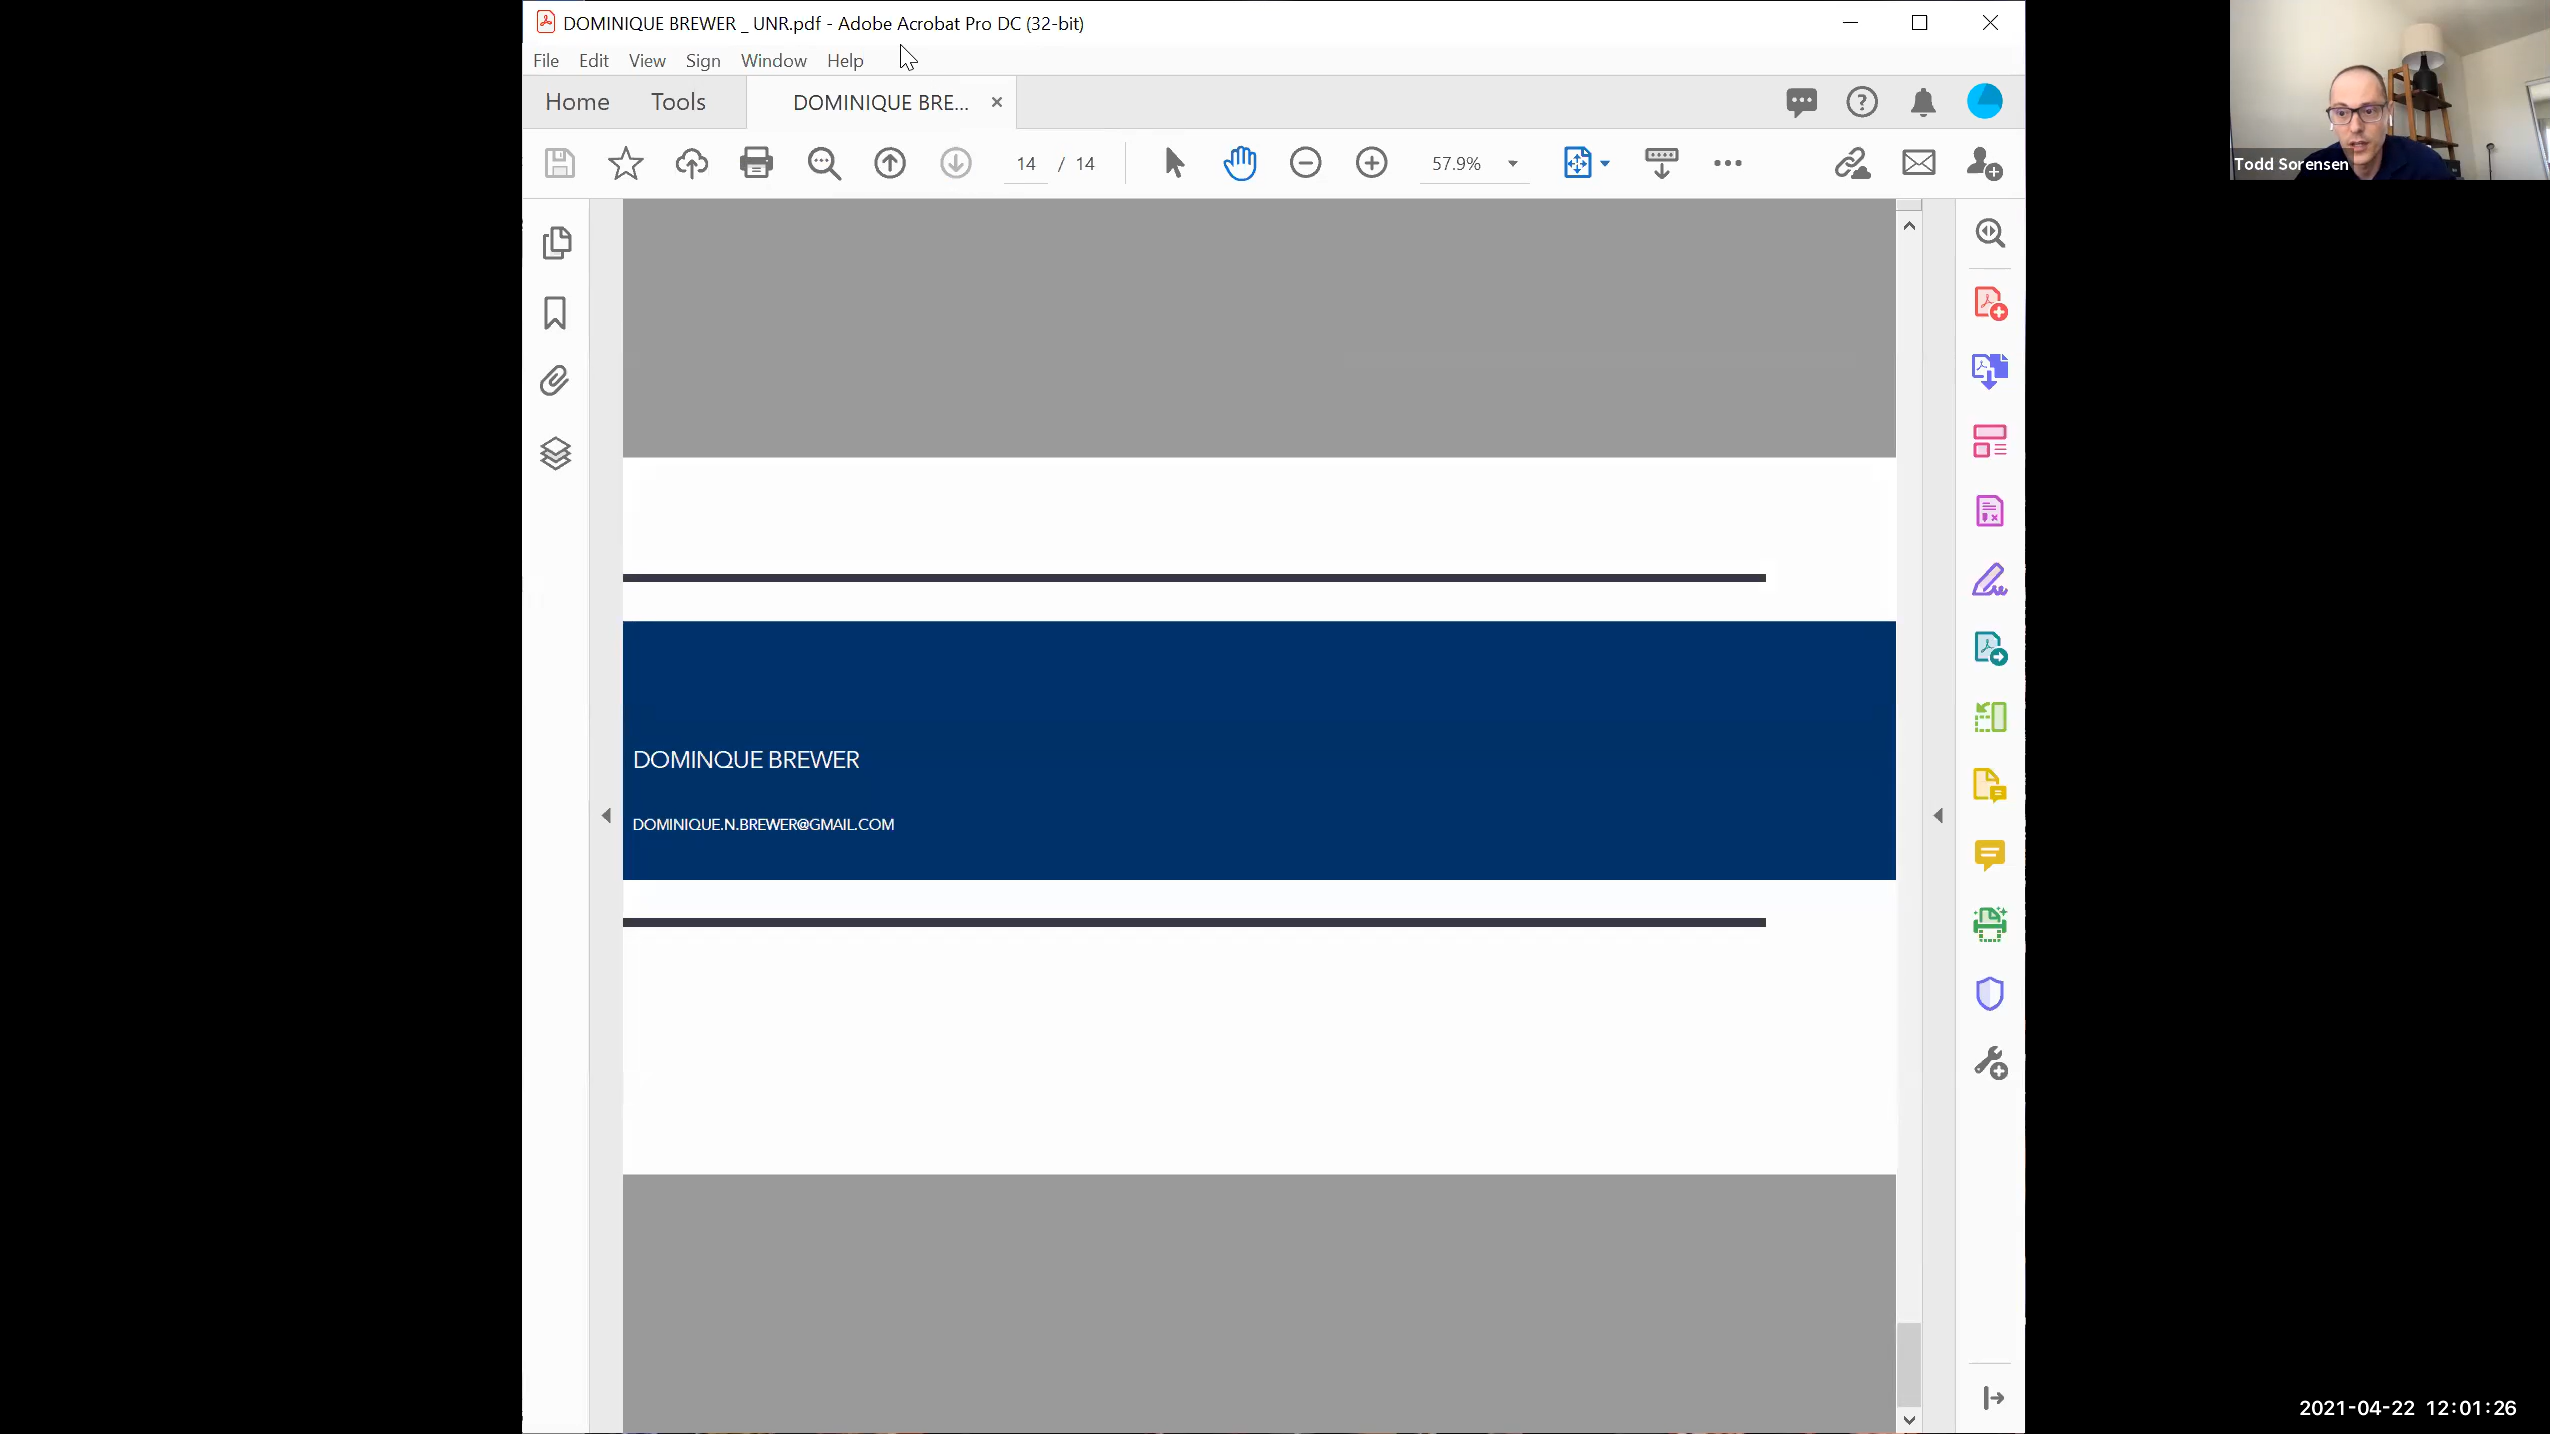 DOMINIQUE BREWER _ UNR.pdf - Adobe Acrobat Pro DC (32-bit)
File Edit View Sign Window Help
Home Tools DOMINIQUE BRE...
14 / 14 57.9%
Todd Sorensen
DOMINQUE BREWER
DOMINIQUE.N.BREWER@GMAIL.COM
2021-04-22 12:01:26